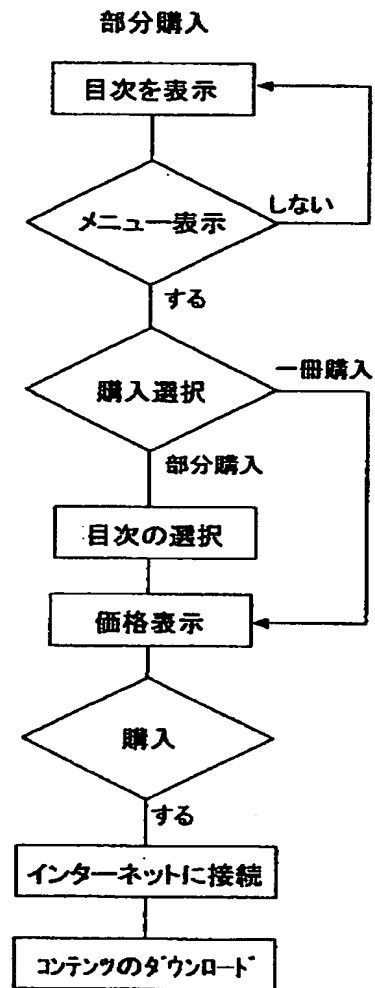 部分購入
目次を表示
メニュー表示
しない
する
購入選択
一冊購入
部分購入
目次の選択
価格表示
購入
する
インターネットに接続
コンテンツのダウンロード